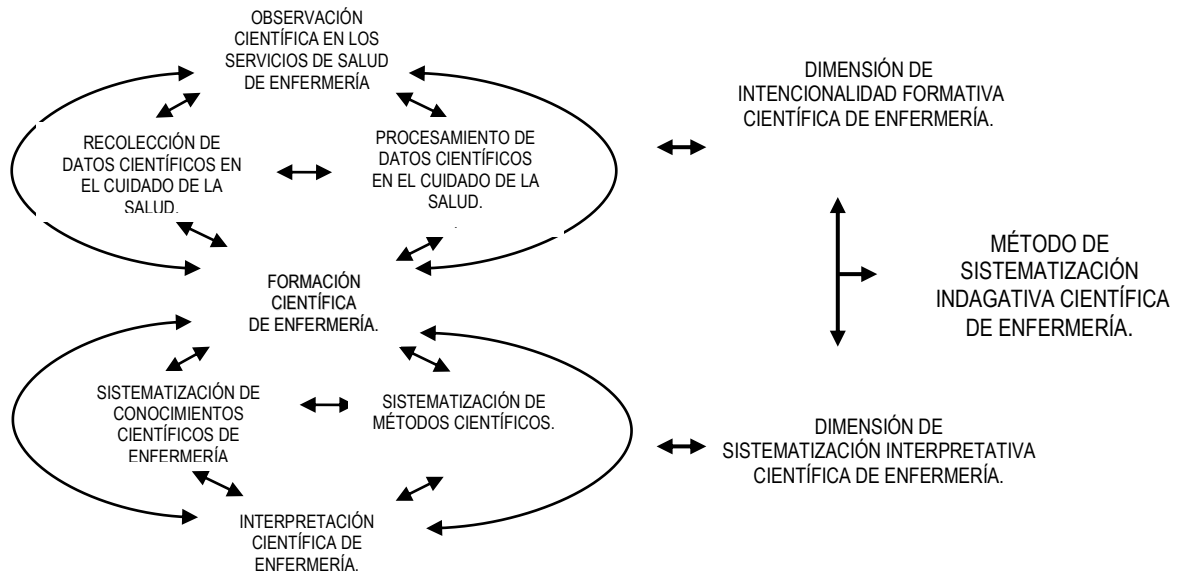 OBSERVACIÓN
CIENTÍFICA EN LOS
SERVICIOS DE SALUD
DE ENFERMERÍA
RECOLECCIÓN DE
DATOS CIENTÍFICOS EN
EL CUIDADO DE LA
SALUD.
PROCESAMIENTO DE
DATOS CIENTÍFICOS
EN EL CUIDADO DE LA
SALUD.
.
FORMACIÓN
CIENTÍFICA
DE ENFERMERÍA.
SISTEMATIZACIÓN DE
CONOCIMIENTOS
CIENTÍFICOS DE
ENFERMERÍA
SISTEMATIZACIÓN DE
MÉTODOS CIENTÍFICOS.
INTERPRETACIÓN
CIENTÍFICA DE
ENFERMERÍA.
DIMENSIÓN DE
INTENCIONALIDAD FORMATIVA
CIENTÍFICA DE ENFERMERÍA.
MÉTODO DE
SISTEMATIZACIÓN
INDAGATIVA CIENTÍFICA
DE ENFERMERÍA.
DIMENSIÓN DE
SISTEMATIZACIÓN INTERPRETATIVA
CIENTÍFICA DE ENFERMERÍA.